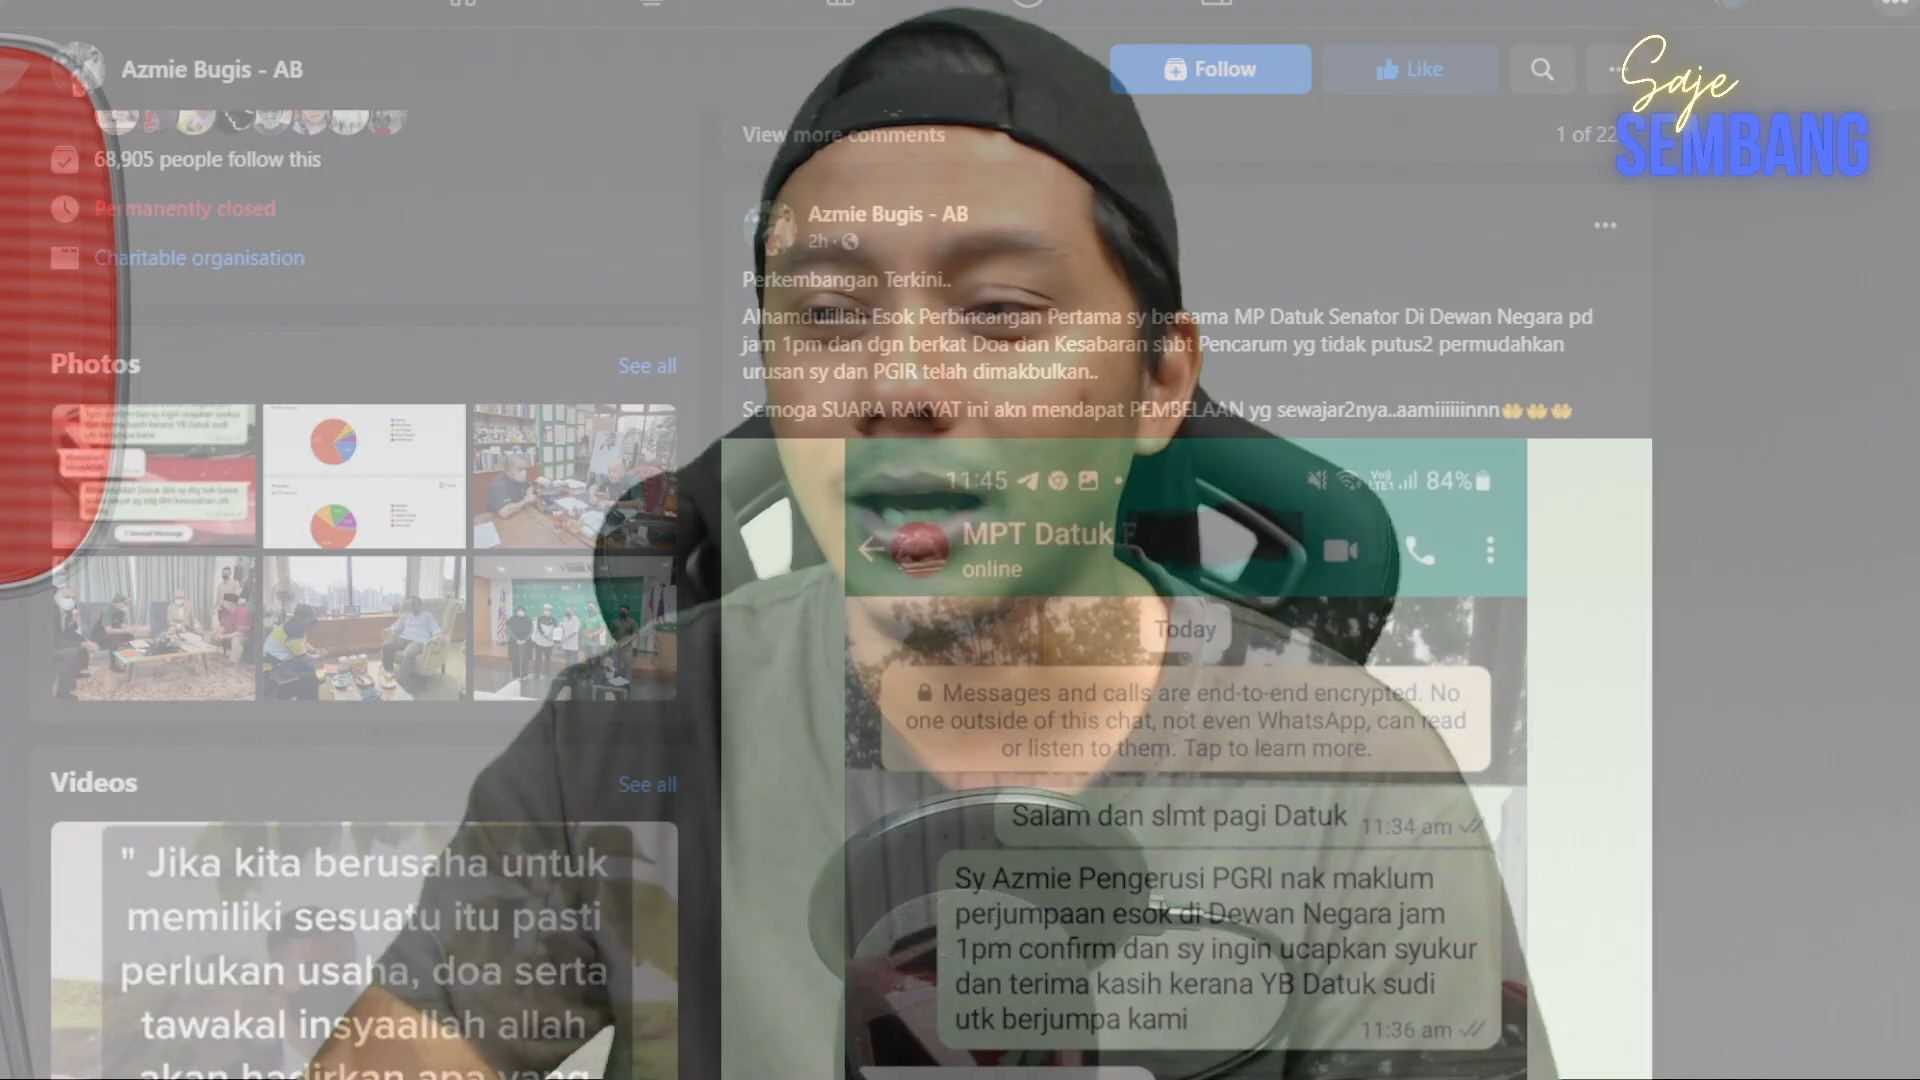 Azmie Bugis - AB
Follow
Like
Saje
SEMBANG
68,905 people follow this
Permanently closed
Charitable organisation
Photos
See all
Videos
See all
" Jika kita berusaha untuk
memiliki sesuatu itu pasti
perlukan usaha, doa serta
tawakal insyaallah allah
akan hadirkan apa yang
View more comments
1 of 22
Azmie Bugis - AB
2h ·
Perkembangan Terkini..
Alhamdulillah Esok Perbincangan Pertama sy bersama MP Datuk Senator Di Dewan Negara pd
jam 1pm dan dgn berkat Doa dan Kesabaran shbt Pencarum yg tidak putus2 permudahkan
urusan sy dan PGIR telah dimakbulkan..
Semoga SUARA RAKYAT ini akn mendapat PEMBELAAN yg sewajar2nya..aamiiiiiinnn🤲🤲🤲
11:45
84%
MPT Datuk
online
Today
Messages and calls are end-to-end encrypted. No
one outside of this chat, not even WhatsApp, can read
or listen to them. Tap to learn more.
Salam dan slmt pagi Datuk
11:34 am
Sy Azmie Pengerusi PGRI nak maklum
perjumpaan esok di Dewan Negara jam
1pm confirm dan sy ingin ucapkan syukur
dan terima kasih kerana YB Datuk sudi
utk berjumpa kami
11:36 am